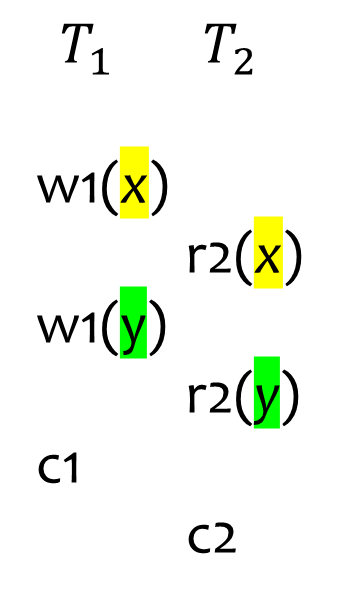 T₁ T₂
w1(x)
r2(x)
w1(y)
r2(y)
c1
c2